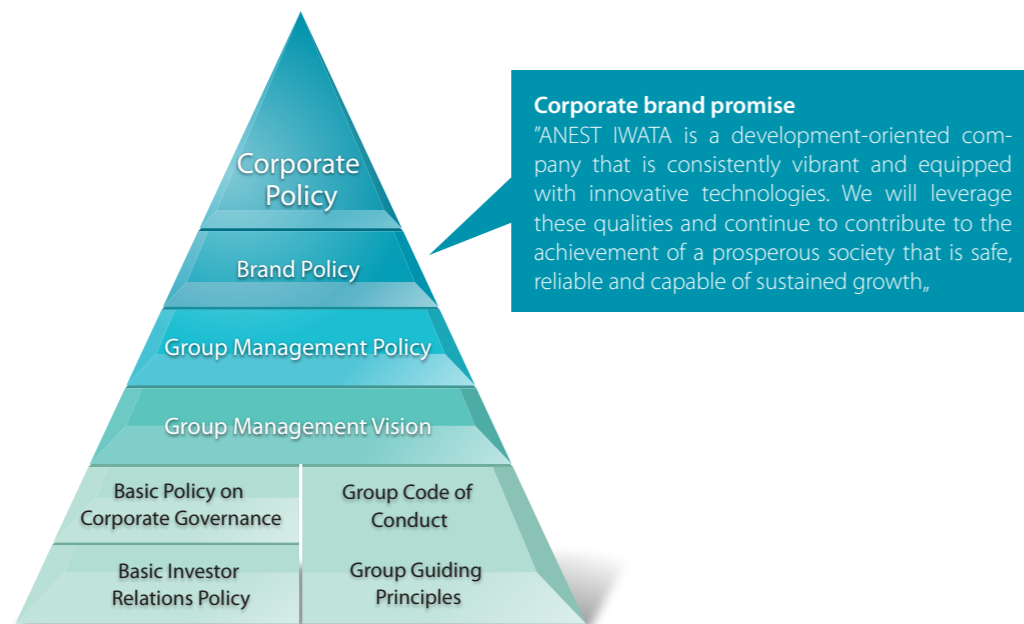 Corporate
Policy
Brand Policy
Group Management Policy
Group Management Vision
Basic Policy on
Corporate Governance
Group Code of
Conduct
Basic Investor
Relations Policy
Group Guiding
Principles
Corporate brand promise
"ANEST IWATA is a development-oriented com-
pany that is consistently vibrant and equipped
with innovative technologies. We will leverage
these qualities and continue to contribute to the
achievement of a prosperous society that is safe,
reliable and capable of sustained growth„